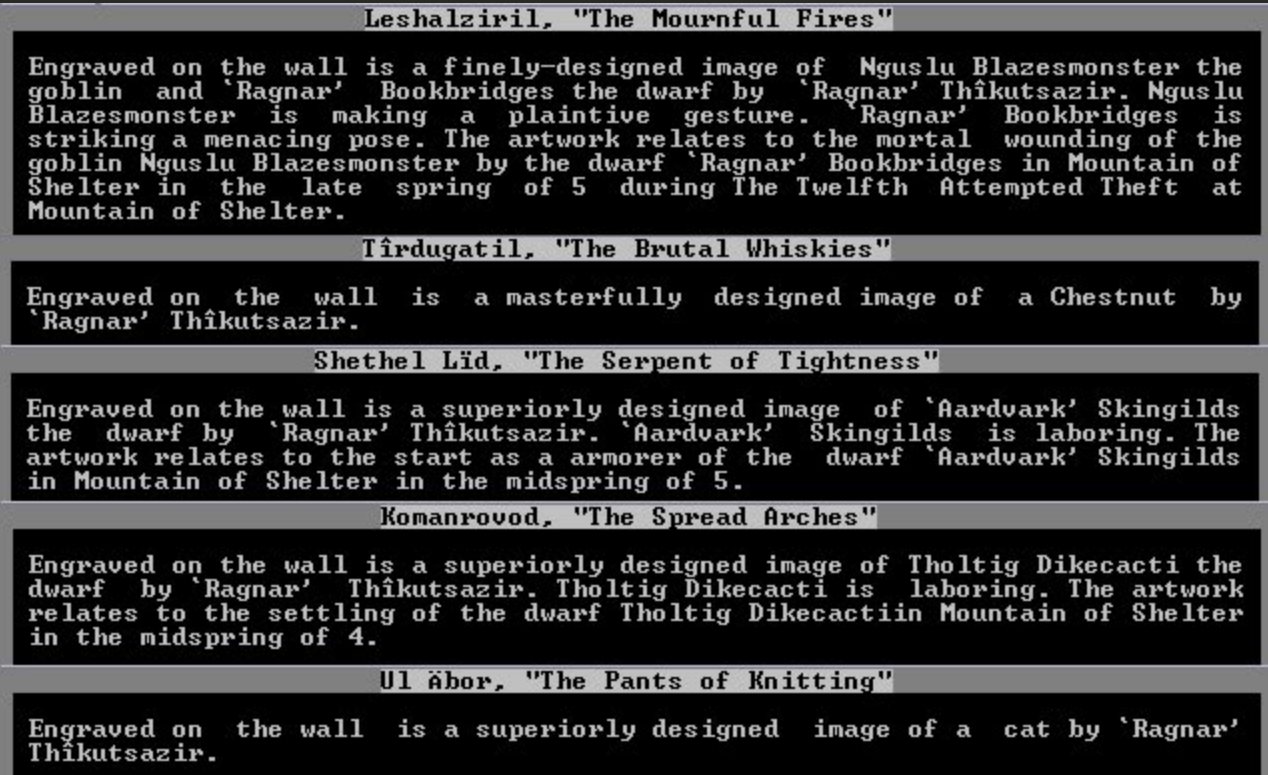 Leshalziril, "The Mournful Fires"
Engraved on the wall is a finely-designed image of Nguslu Blazesmonster the
goblin and `Ragnar' Bookbridges the dwarf by `Ragnar' Thîkutsazir. Nguslu
Blazesmonster is making a plaintive gesture. `Ragnar' Bookbridges is
striking a menacing pose. The artwork relates to the mortal wounding of the
goblin Nguslu Blazesmonster by the dwarf `Ragnar' Bookbridges in Mountain of
Shelter in the late spring of 5 during The Twelfth Attempted Theft at
Mountain of Shelter.
Tîrdugatil, "The Brutal Whiskies"
Engraved on the wall is a masterfully designed image of a Chestnut by
`Ragnar' Thîkutsazir.
Shethel Lïd, "The Serpent of Tightness"
Engraved on the wall is a superiorly designed image of `Aardvark' Skingilds
the dwarf by `Ragnar' Thîkutsazir. `Aardvark' Skingilds is laboring. The
artwork relates to the start as a armorer of the dwarf `Aardvark' Skingilds
in Mountain of Shelter in the midspring of 5.
Komanrovod, "The Spread Arches"
Engraved on the wall is a superiorly designed image of Tholtig Dikecacti the
dwarf by `Ragnar' Thîkutsazir. Tholtig Dikecacti is laboring. The artwork
relates to the settling of the dwarf Tholtig Dikecactiin Mountain of Shelter
in the midspring of 4.
Ul Äbor, "The Pants of Knitting"
Engraved on the wall is a superiorly designed image of a cat by `Ragnar'
Thîkutsazir.